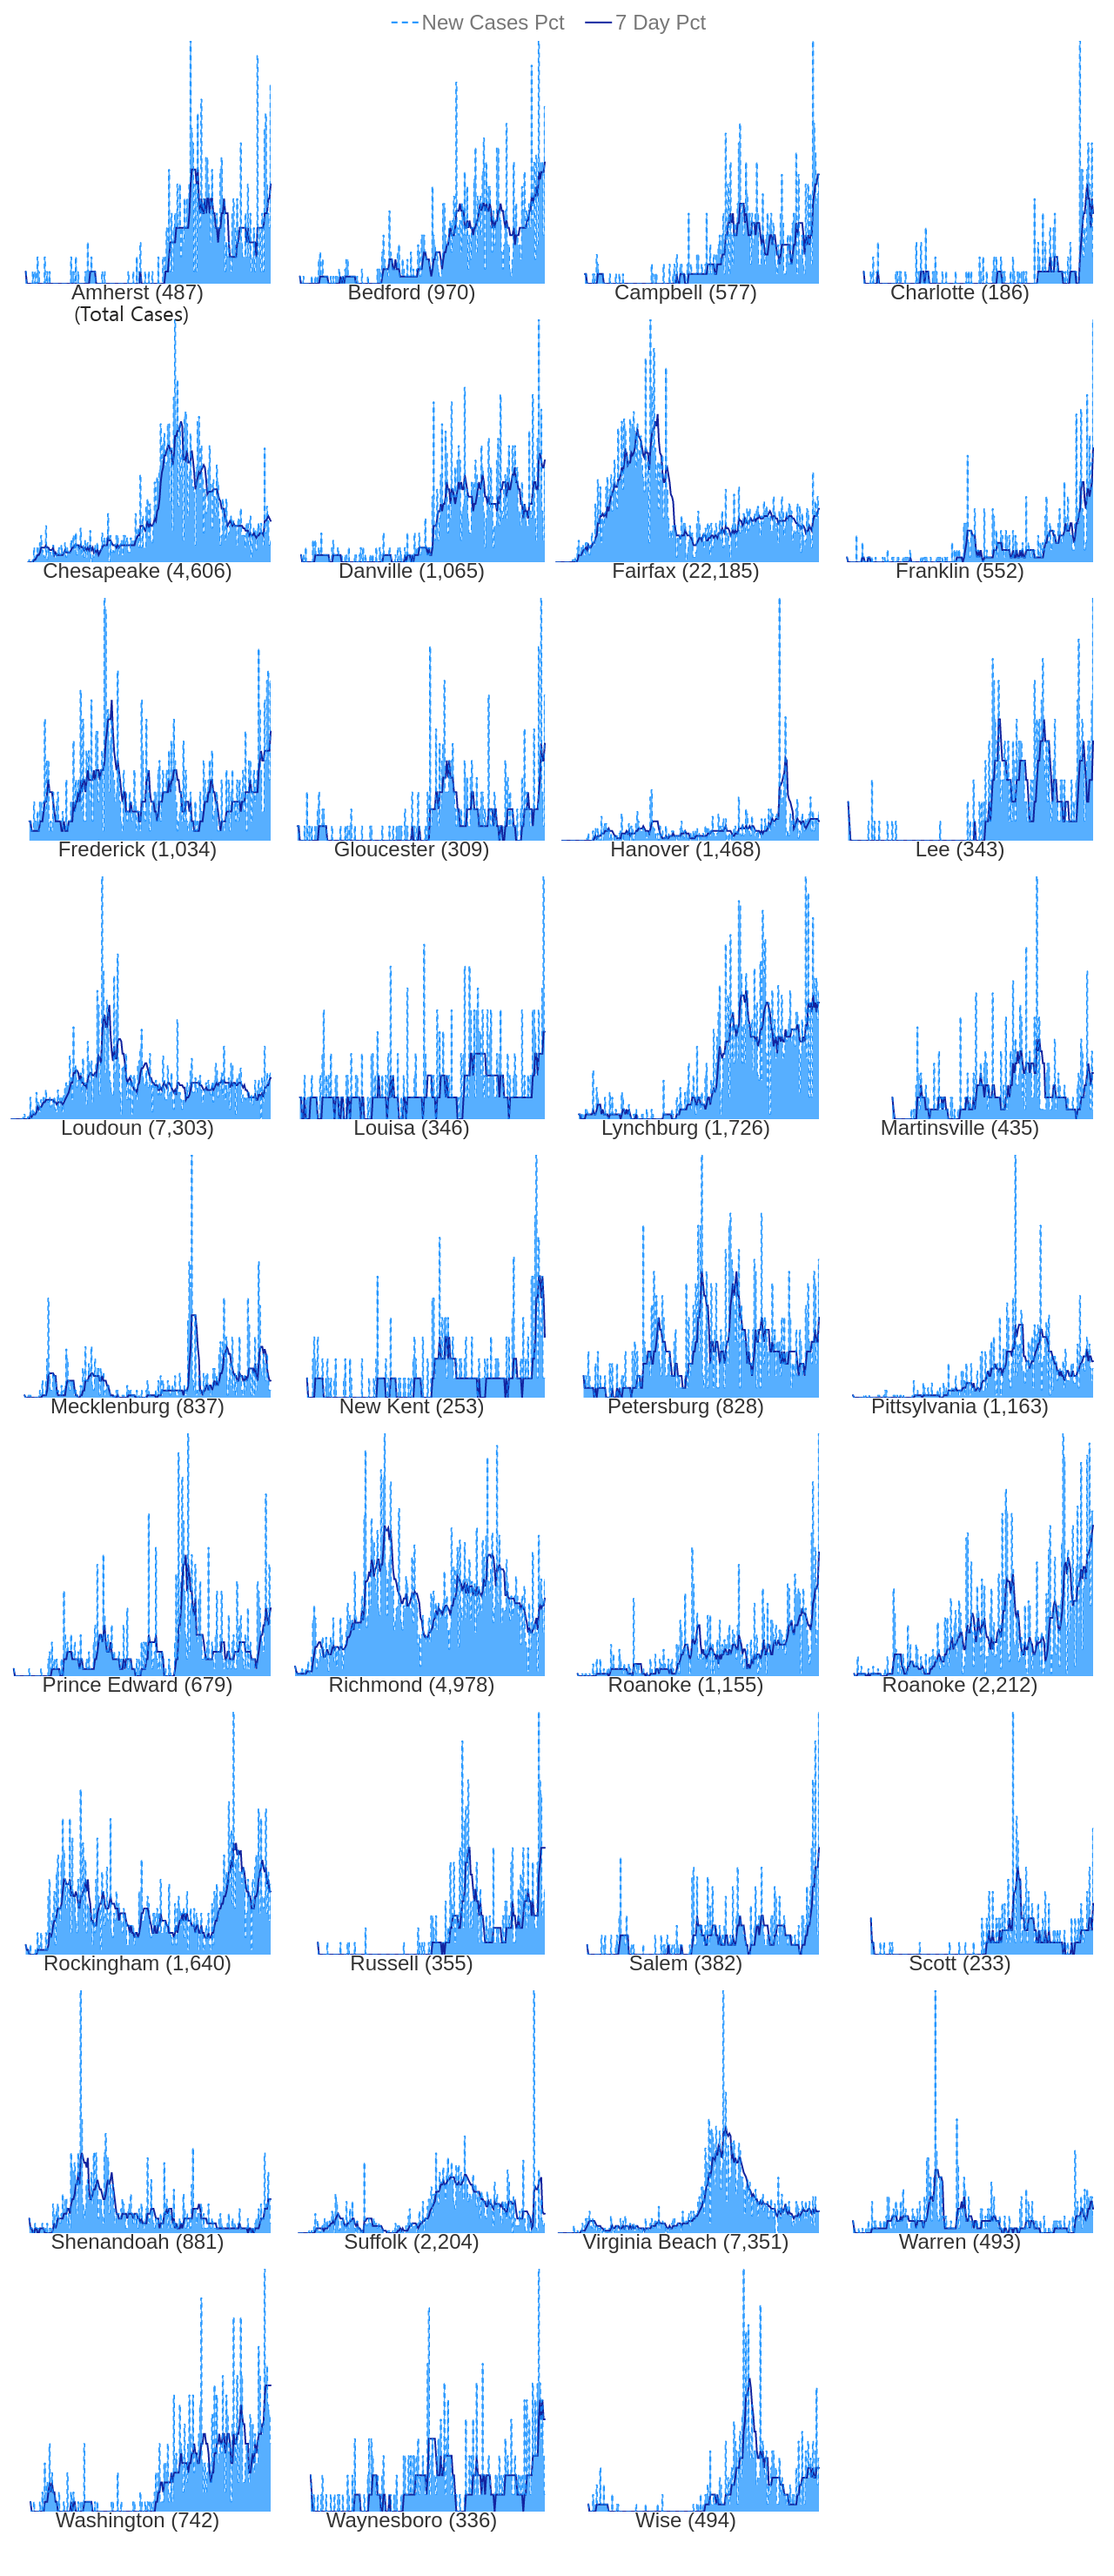 New Cases Pct 7 Day Pct
Amherst (487) Bedford (970) Campbell (577) Charlotte (186)
(Total Cases)
Chesapeake (4,606) Danville (1,065) Fairfax (22,185) Franklin (552)
Frederick (1,034) Gloucester (309) Hanover (1,468) Lee (343)
Loudoun (7,303) Louisa (346) Lynchburg (1,726) Martinsville (435)
Mecklenburg (837) New Kent (253) Petersburg (828) Pittsylvania (1,163)
Prince Edward (679) Richmond (4,978) Roanoke (1,155) Roanoke (2,212)
Rockingham (1,640) Russell (355) Salem (382) Scott (233)
Shenandoah (881) Suffolk (2,204) Virginia Beach (7,351) Warren (493)
Washington (742) Waynesboro (336) Wise (494)